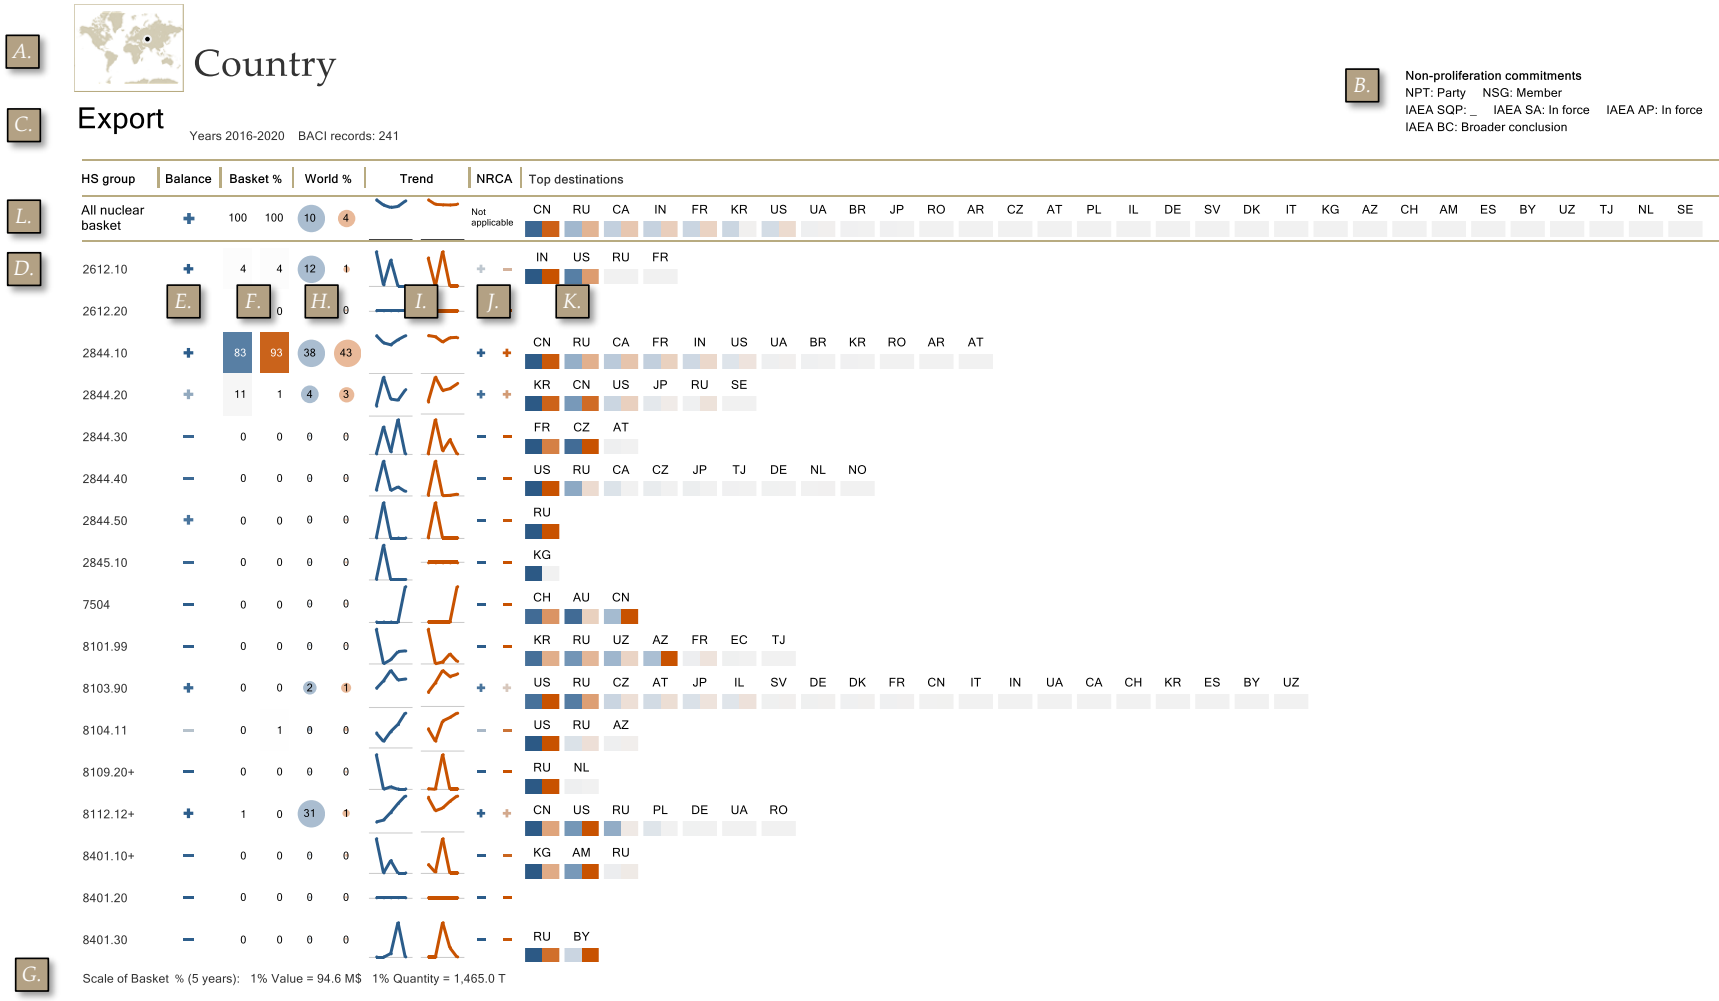 A.
Country
B.
Non-proliferation commitments
NPT: Party NSG: Member
IAEA SQP: _ IAEA SA: In force IAEA AP: In force
IAEA BC: Broader conclusion
C.
Export
Years 2016-2020 BACI records: 241
HS group Balance Basket % World % Trend NRCA Top destinations
L.
All nuclear basket + 100 100 10 4 Not applicable CN RU CA IN FR KR US UA BR JP RO AR CZ AT PL IL DE SV DK IT KG AZ CH AM ES BY UZ TJ NL SE
D.
2612.10 + 4 4 12 1 + − IN US RU FR
E. F. H. I. J. K.
2612.20 0 0
2844.10 + 83 93 38 43 + + CN RU CA FR IN US UA BR KR RO AR AT
2844.20 + 11 1 4 3 + + KR CN US JP RU SE
2844.30 − 0 0 0 0 − − FR CZ AT
2844.40 − 0 0 0 0 − − US RU CA CZ JP TJ DE NL NO
2844.50 + 0 0 0 0 − − RU
2845.10 − 0 0 0 0 − − KG
7504 − 0 0 0 0 − − CH AU CN
8101.99 − 0 0 0 0 − − KR RU UZ AZ FR EC TJ
8103.90 + 0 0 2 1 + + US RU CZ AT JP IL SV DE DK FR CN IT IN UA CA CH KR ES BY UZ
8104.11 − 0 1 0 0 − − US RU AZ
8109.20+ − 0 0 0 0 − − RU NL
8112.12+ + 1 0 31 1 + + CN US RU PL DE UA RO
8401.10+ − 0 0 0 0 − − KG AM RU
8401.20 − 0 0 0 0 − −
8401.30 − 0 0 0 0 − − RU BY
G.
Scale of Basket % (5 years): 1% Value = 94.6 M$ 1% Quantity = 1,465.0 T